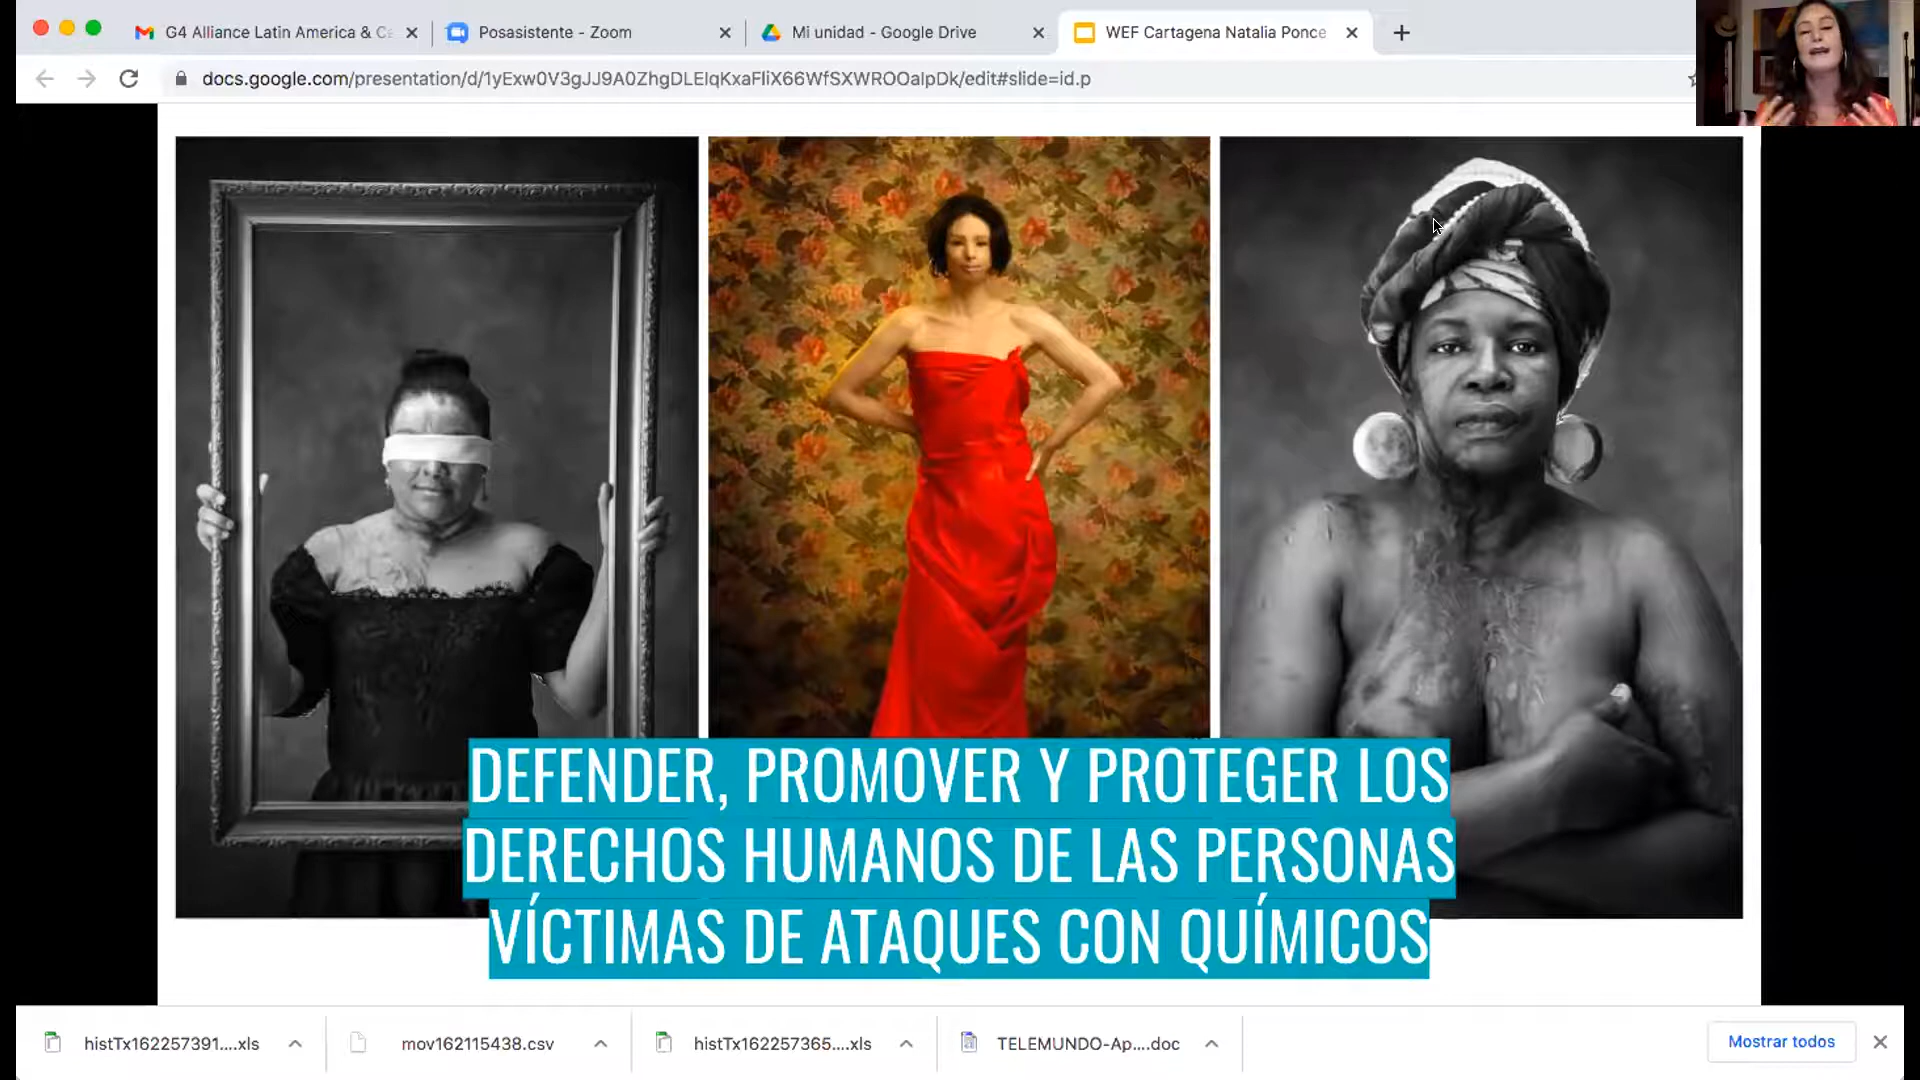 G4 Alliance Latin America & Ca
Posasistente - Zoom
Mi unidad - Google Drive
WEF Cartagena Natalia Ponce
docs.google.com/presentation/d/1yExw0V3gJJ9A0ZhgDLElqKxaFliX66WfSXWROOalpDk/edit#slide=id.p
DEFENDER, PROMOVER Y PROTEGER LOS
DERECHOS HUMANOS DE LAS PERSONAS
VÍCTIMAS DE ATAQUES CON QUÍMICOS
histTx162257391....xls
mov162115438.csv
histTx162257365....xls
TELEMUNDO-Ap....doc
Mostrar todos